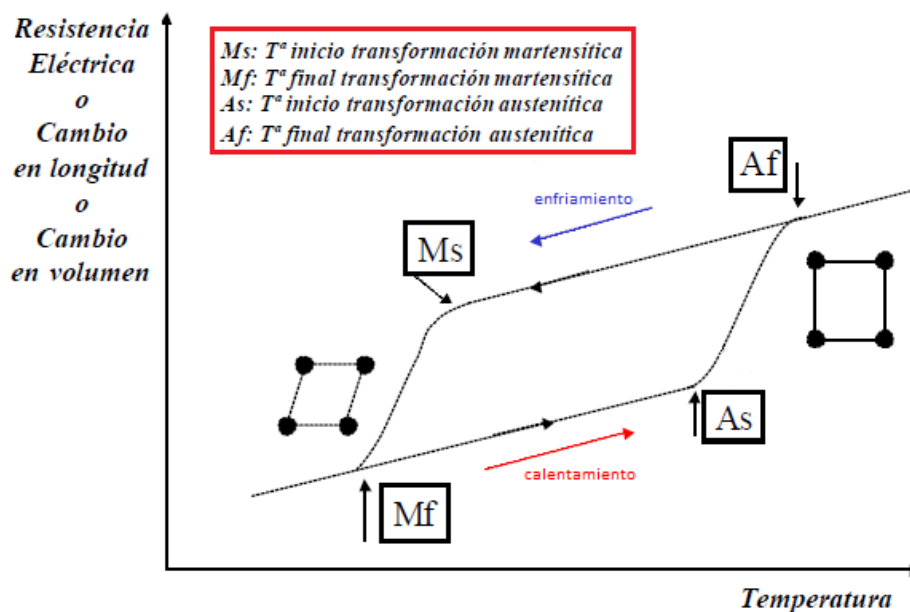 Resistencia
Eléctrica
o
Cambio
en longitud
o
Cambio
en volumen
Ms: Tª inicio transformación martensítica
Mf: Tª final transformación martensítica
As: Tª inicio transformación austenítica
Af: Tª final transformación austenítica
Af
enfriamiento
Ms
As
calentamiento
Mf
Temperatura